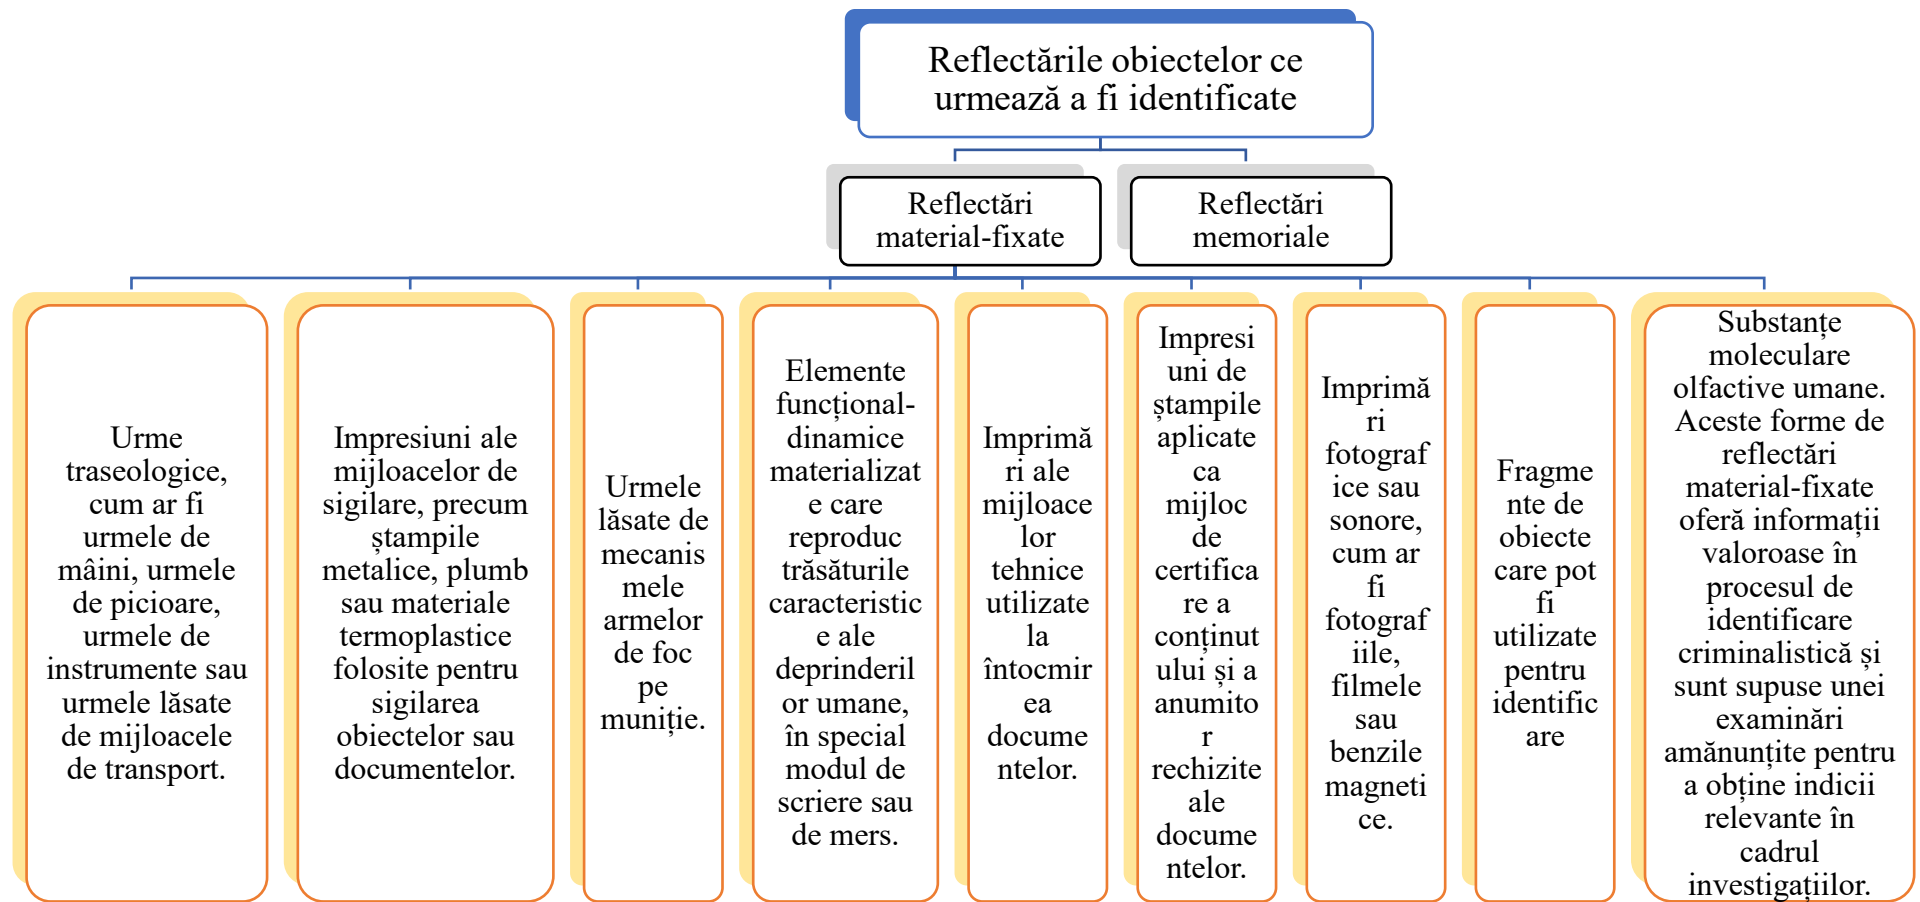 Reflectările obiectelor ce
urmează a fi identificate
Reflectări
material-fixate
Reflectări
memoriale
Urme
traseologice,
cum ar fi
urmele de
mâini, urmele
de picioare,
urmele de
instrumente sau
urmele lăsate
de mijloacele
de transport.
Impresiuni ale
mijloacelor de
sigilare, precum
ștampile
metalice, plumb
sau materiale
termoplastice
folosite pentru
sigilarea
obiectelor sau
documentelor.
Urmele
lăsate de
mecanis
mele
armelor
de foc
pe
muniție.
Elemente
funcțional-
dinamice
materializat
e care
reproduc
trăsăturile
caracteristic
e ale
deprinderil
or umane,
în special
modul de
scriere sau
de mers.
Imprimă
ri ale
mijloace
lor
tehnice
utilizate
la
întocmir
ea
docume
ntelor.
Impresi
uni de
ștampile
aplicate
ca
mijloc
de
certifica
re a
conținut
ului și a
anumito
r
rechizite
ale
docume
ntelor.
Imprimă
ri
fotograf
ice sau
sonore,
cum ar
fi
fotograf
iile,
filmele
sau
benzile
magneti
ce.
Fragme
nte de
obiecte
care pot
fi
utilizate
pentru
identific
are
Substanțe
moleculare
olfactive umane.
Aceste forme de
reflectări
material-fixate
oferă informații
valoroase în
procesul de
identificare
criminalistică și
sunt supuse unei
examinări
amănunțite pentru
a obține indicii
relevante în
cadrul
investigațiilor.